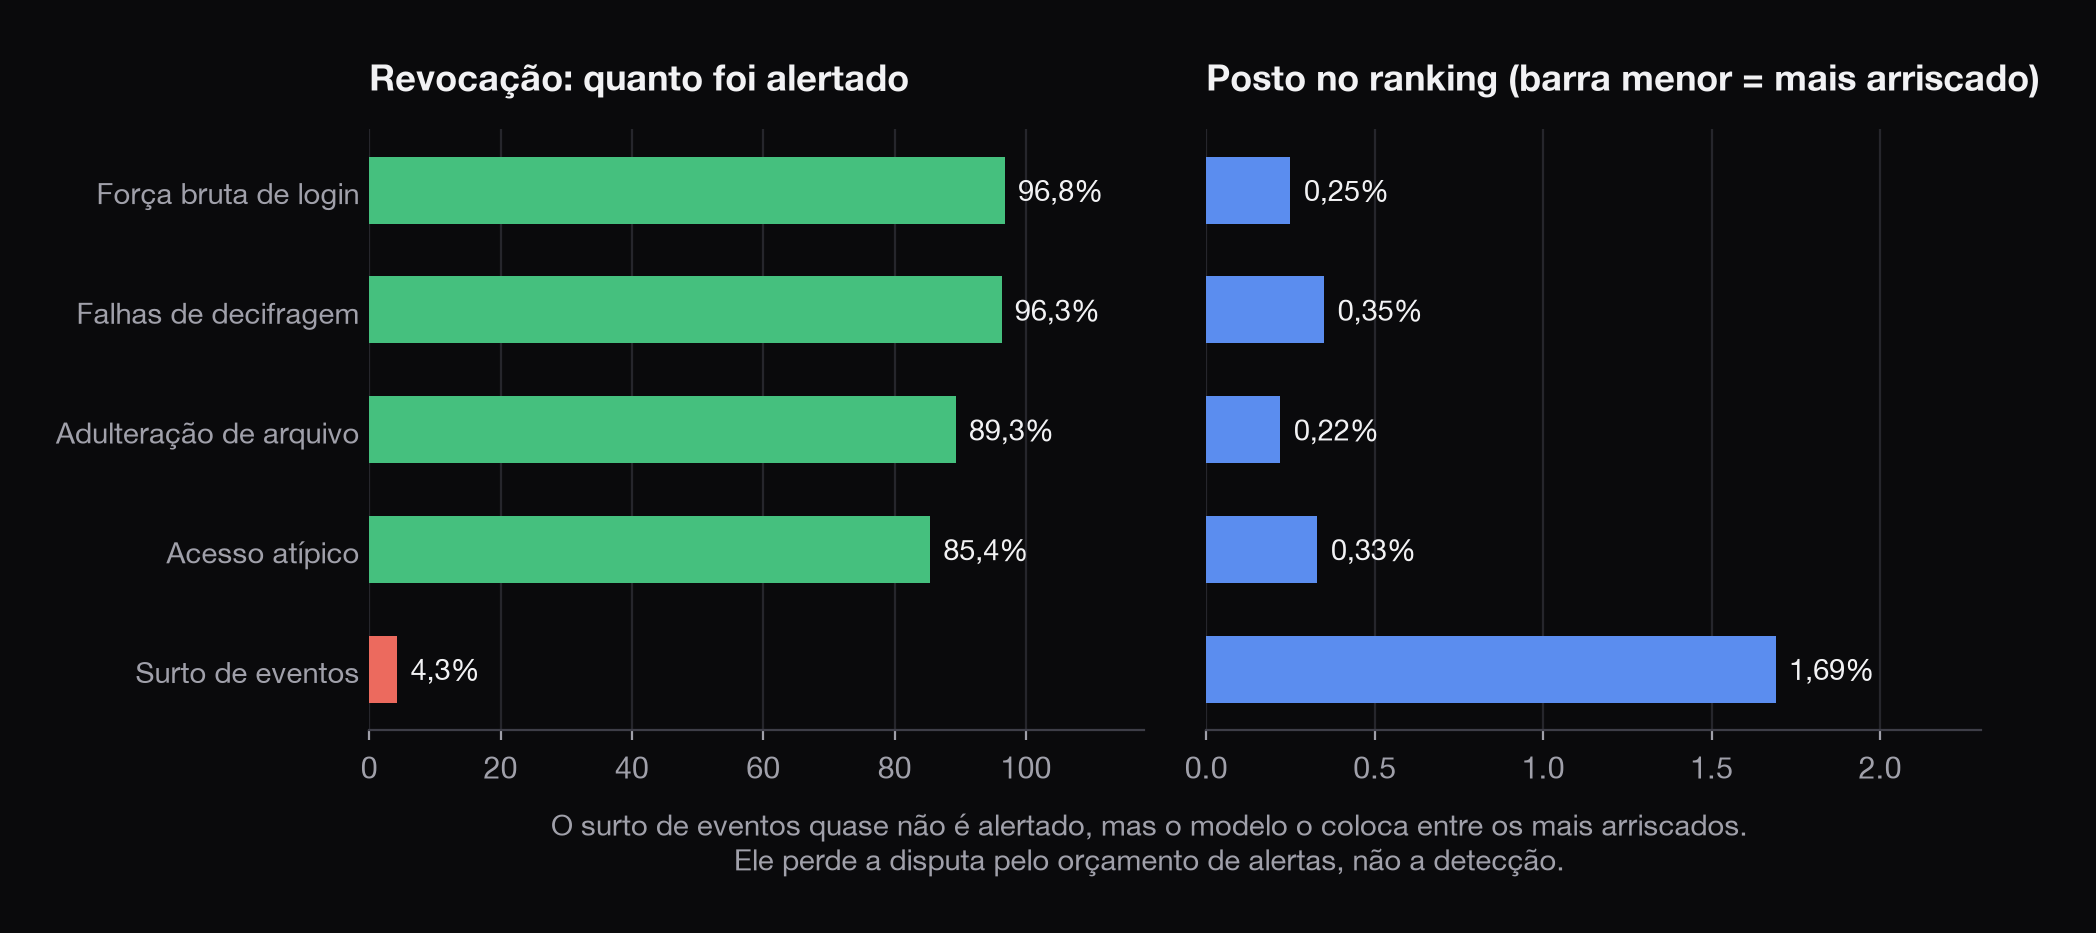 Revocação: quanto foi alertado
Força bruta de login
96,8%
Falhas de decifragem
96,3%
Adulteração de arquivo
89,3%
Acesso atípico
85,4%
Surto de eventos
4,3%
0 20 40 60 80 100
Posto no ranking (barra menor = mais arriscado)
0,25%
0,35%
0,22%
0,33%
1,69%
0.0 0.5 1.0 1.5 2.0
O surto de eventos quase não é alertado, mas o modelo o coloca entre os mais arriscados.
Ele perde a disputa pelo orçamento de alertas, não a detecção.